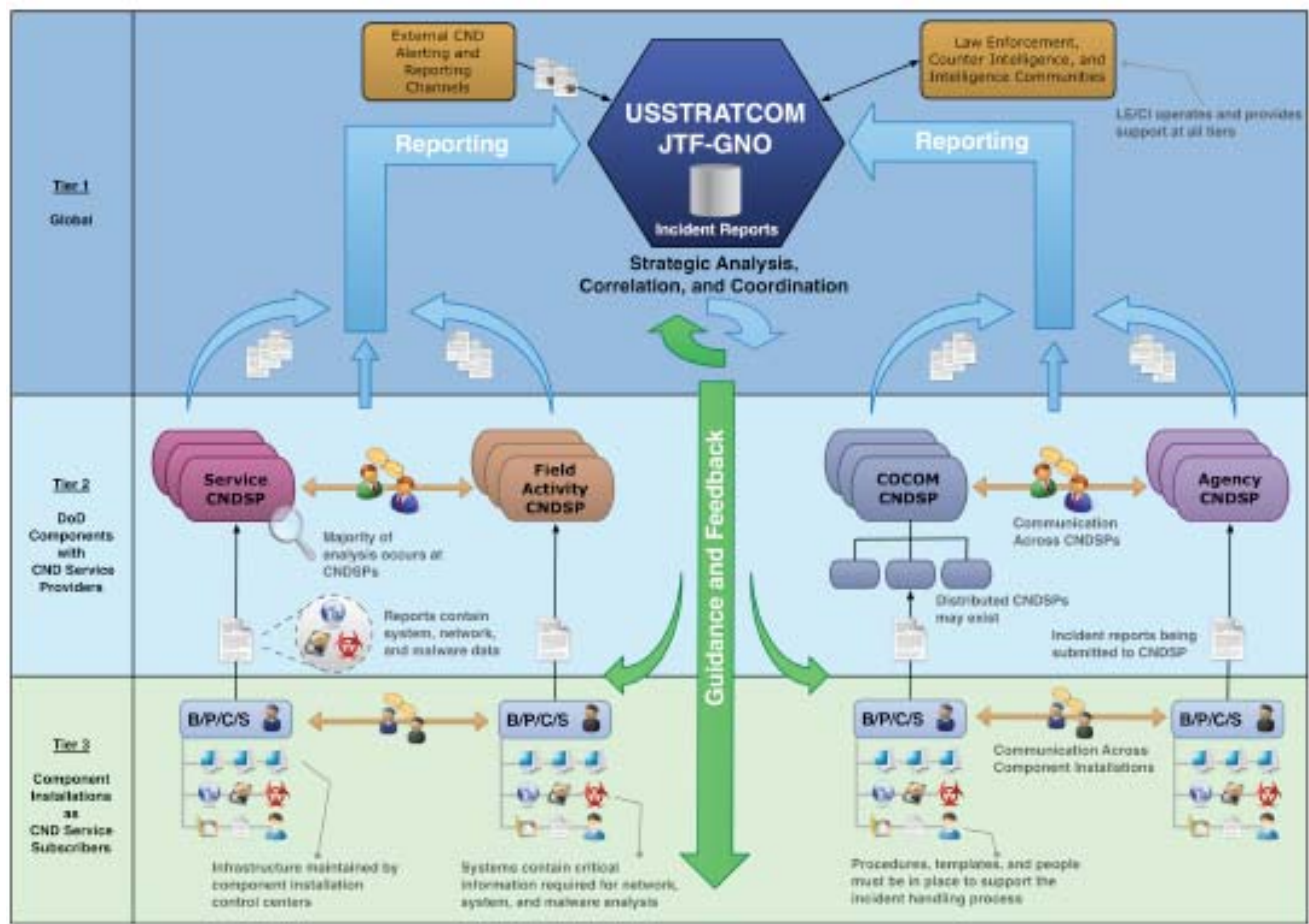 External CND
Alerting and
Reporting
Channels
Law Enforcement,
Counter Intelligence, and
Intelligence Communities
USSTRATCOM
JTF-GNO
Incident Reports
LE/CI operates and provides
support at all tiers
Reporting
Reporting
Tier 1
Global
Strategic Analysis,
Correlation, and Coordination
Tier 2
DoD
Components
with
CND Service
Providers
Service
CNDSP
Field
Activity
CNDSP
COCOM
CNDSP
Agency
CNDSP
Majority of
analysis occurs at
CNDSPs
Communication
Across CNDSPs
Guidance and Feedback
Reports contain
system, network,
and malware data
Distributed CNDSPs
may exist
Incident reports being
submitted to CNDSP
Tier 3
Component
Installations
as
CND Service
Subscribers
B/P/C/S
B/P/C/S
B/P/C/S
B/P/C/S
Communication Across
Component Installations
Infrastructure maintained by
component installation
control centers
Systems contain critical
information required for network,
system, and malware analysis
Procedures, templates, and people
must be in place to support the
incident handling process